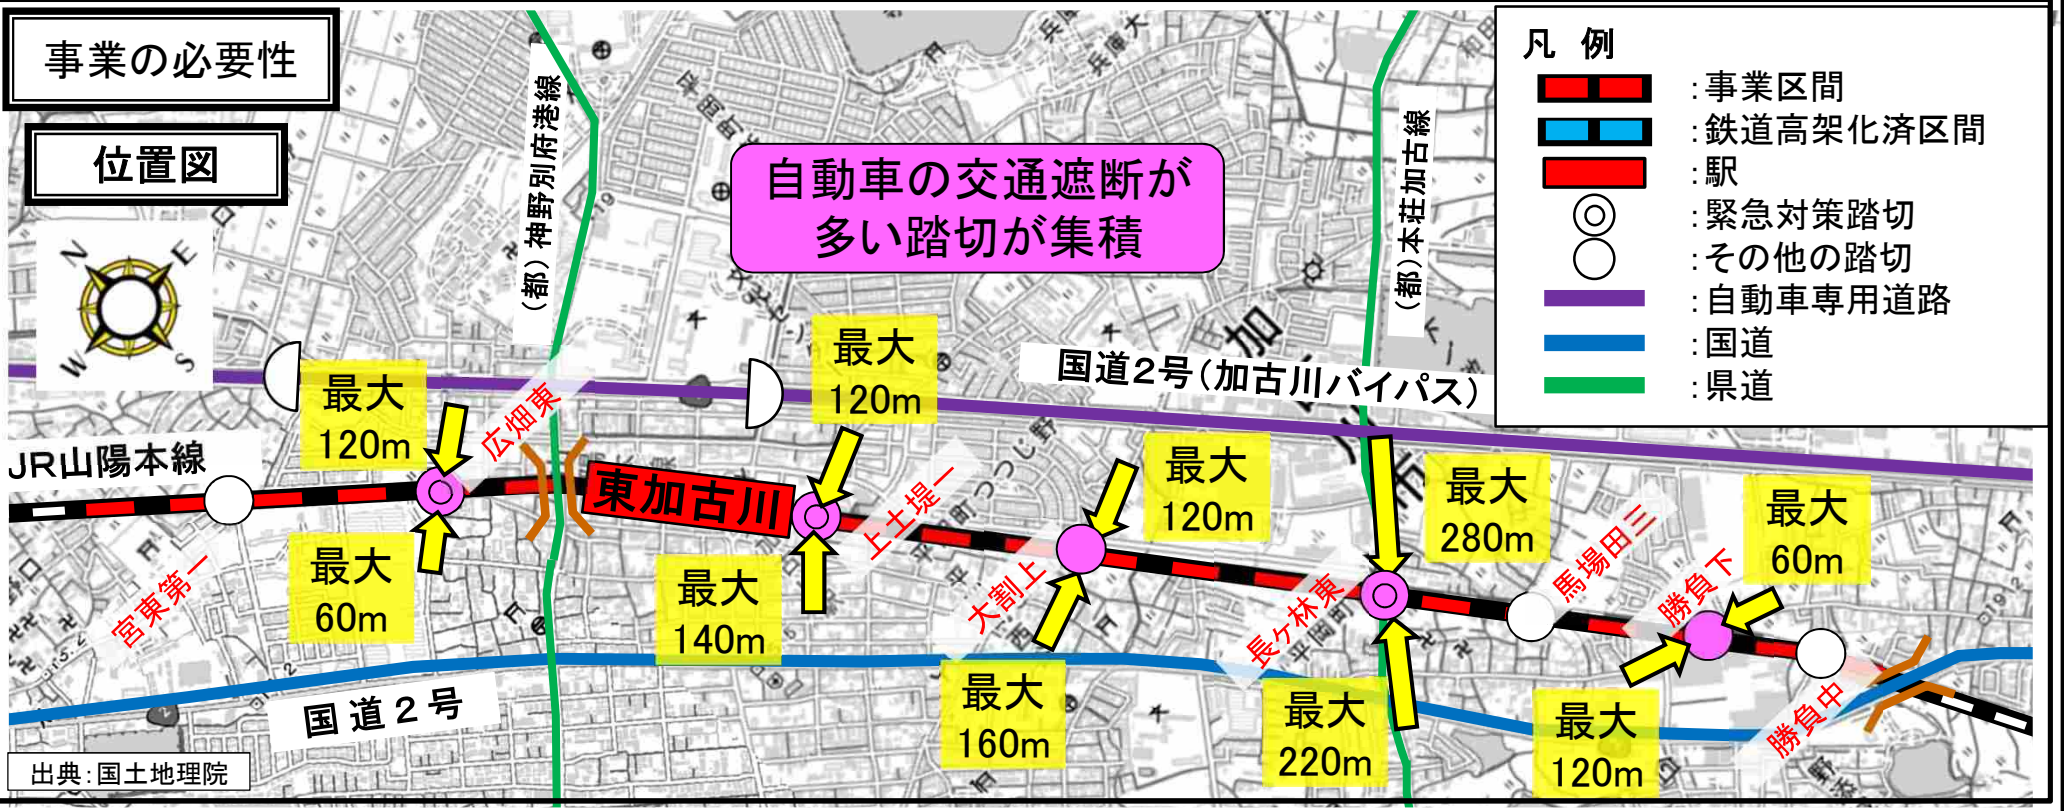 事業の必要性
位置図
N
E
W
S
自動車の交通遮断が
多い踏切が集積
凡 例
:事業区間
:鉄道高架化済区間
:駅
:緊急対策踏切
:その他の踏切
:自動車専用道路
:国道
:県道
(都)神野別府港線
(都)本荘加古線
国道2号(加古川バイパス)
JR山陽本線
東加古川
国道2号
最大
120m
最大
60m
最大
120m
最大
140m
最大
120m
最大
160m
最大
280m
最大
220m
最大
60m
最大
120m
宮東第一
広畑東
上土堤一
大割上
長ヶ林東
馬場田三
勝負下
勝負中
出典:国土地理院